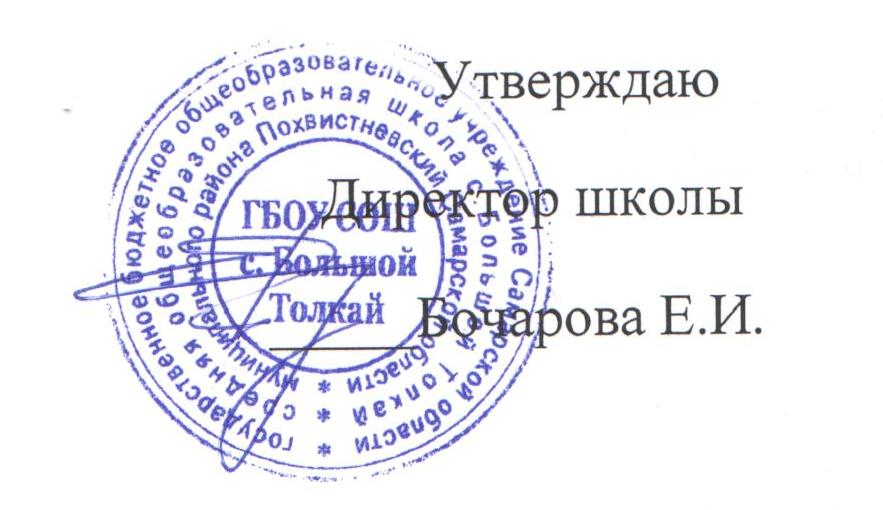 Утверждаю
Директор школы
Бочарова Е.И.
государственное бюджетное общеобразовательное учреждение Самарской области *
средняя общеобразовательная школа с. Большой Толкай *
муниципального района Похвистневский Самарской области *
ГБОУ СОШ
с. Большой
Толкай